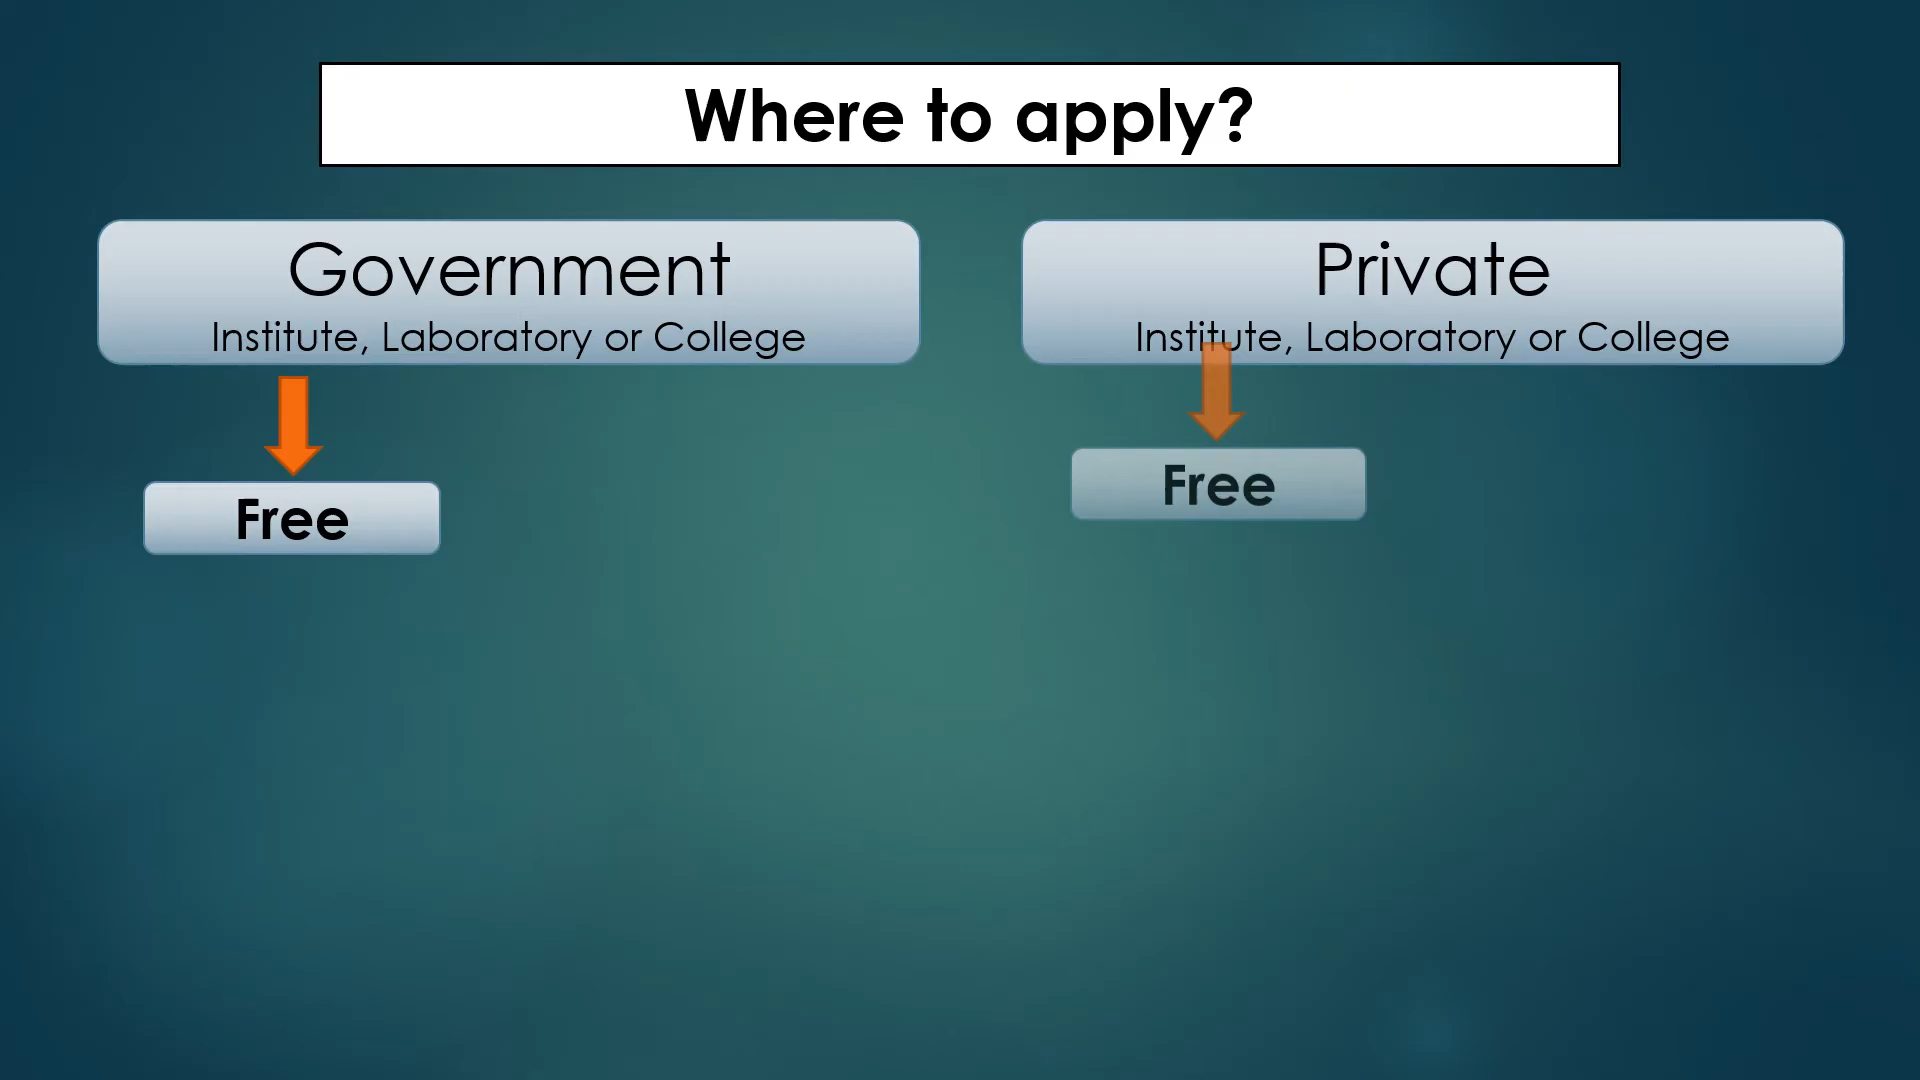 Where to apply?
Government
Institute, Laboratory or College
Free
Private
Institute, Laboratory or College
Free